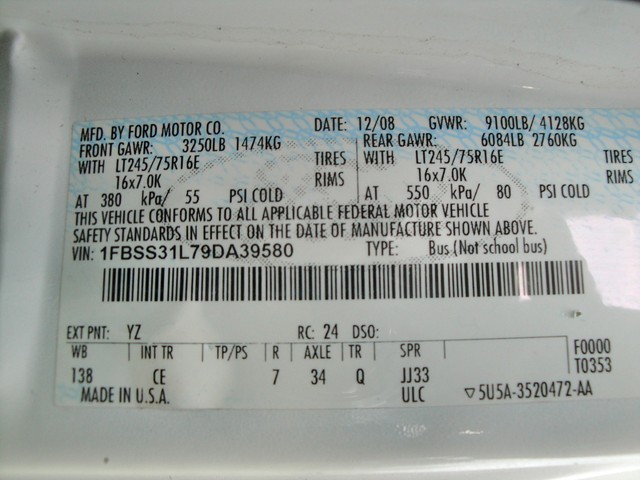 MFD. BY FORD MOTOR CO. DATE: 12/08 GVWR: 9100LB/ 4128KG
FRONT GAWR: 3250LB 1474KG REAR GAWR: 6084LB 2760KG
WITH LT245/75R16E TIRES WITH LT245/75R16E TIRES
16x7.0K RIMS 16x7.0K RIMS
AT 380 kPa/ 55 PSI COLD AT 550 kPa/ 80 PSI COLD
THIS VEHICLE CONFORMS TO ALL APPLICABLE FEDERAL MOTOR VEHICLE
SAFETY STANDARDS IN EFFECT ON THE DATE OF MANUFACTURE SHOWN ABOVE.
VIN: 1FBSS31L79DA39580 TYPE: Bus (Not school bus)
EXT PNT: YZ RC: 24 DSO:
WB INT TR TP/PS R AXLE TR SPR F0000
138 CE 7 34 Q JJ33 T0353
MADE IN U.S.A. ULC ▽5U5A-3520472-AA